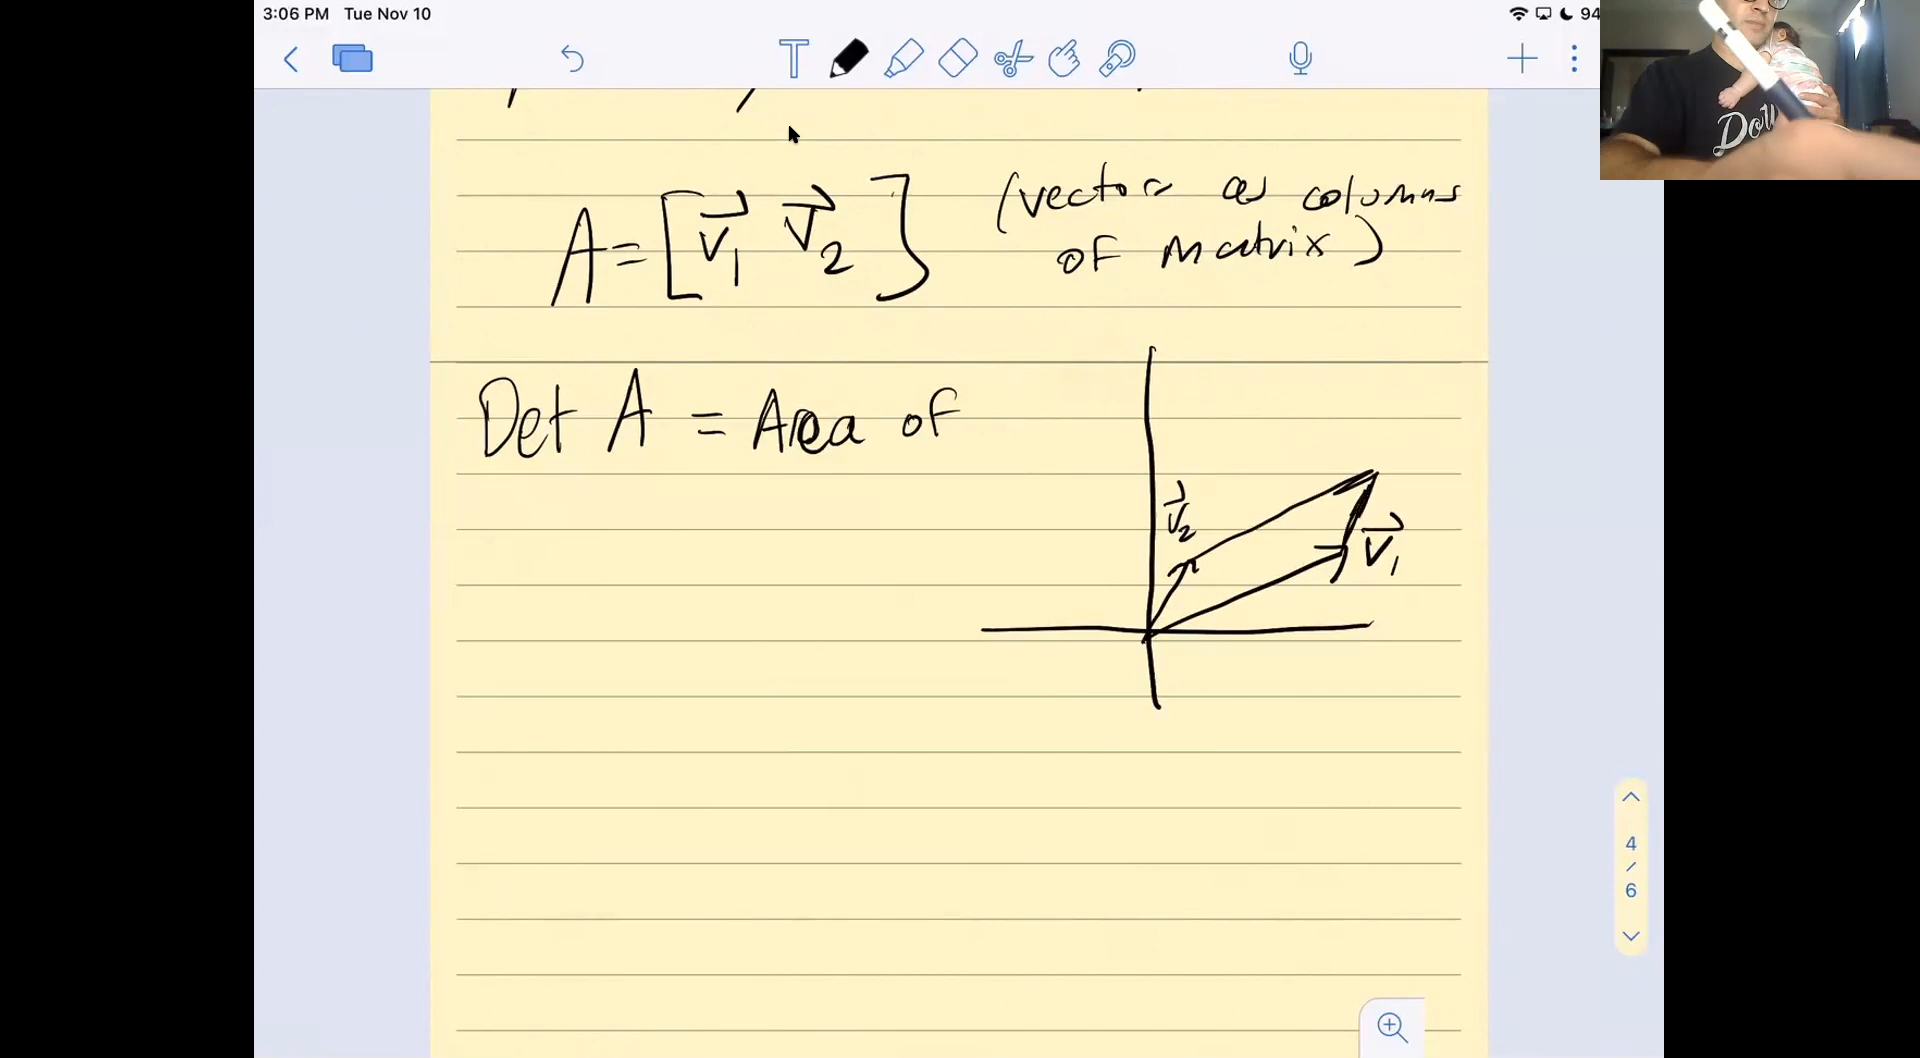 3:06 PM Tue Nov 10
94
A = [v⃗₁ v⃗₂] (vectors as columns
of matrix)
Det A = Area of
v⃗₂
v⃗₁
4
/
6